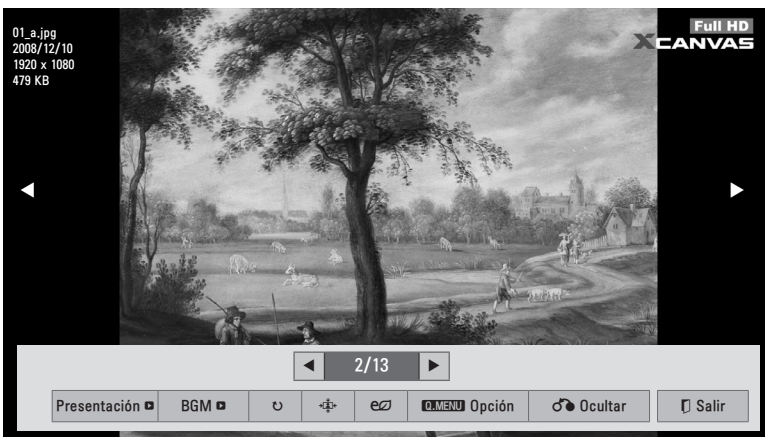 01_a.jpg
2008/12/10
1920 x 1080
479 KB
Full HD
XCANVAS
2/13
Presentación
BGM
Q.MENU Opción
Ocultar
Salir